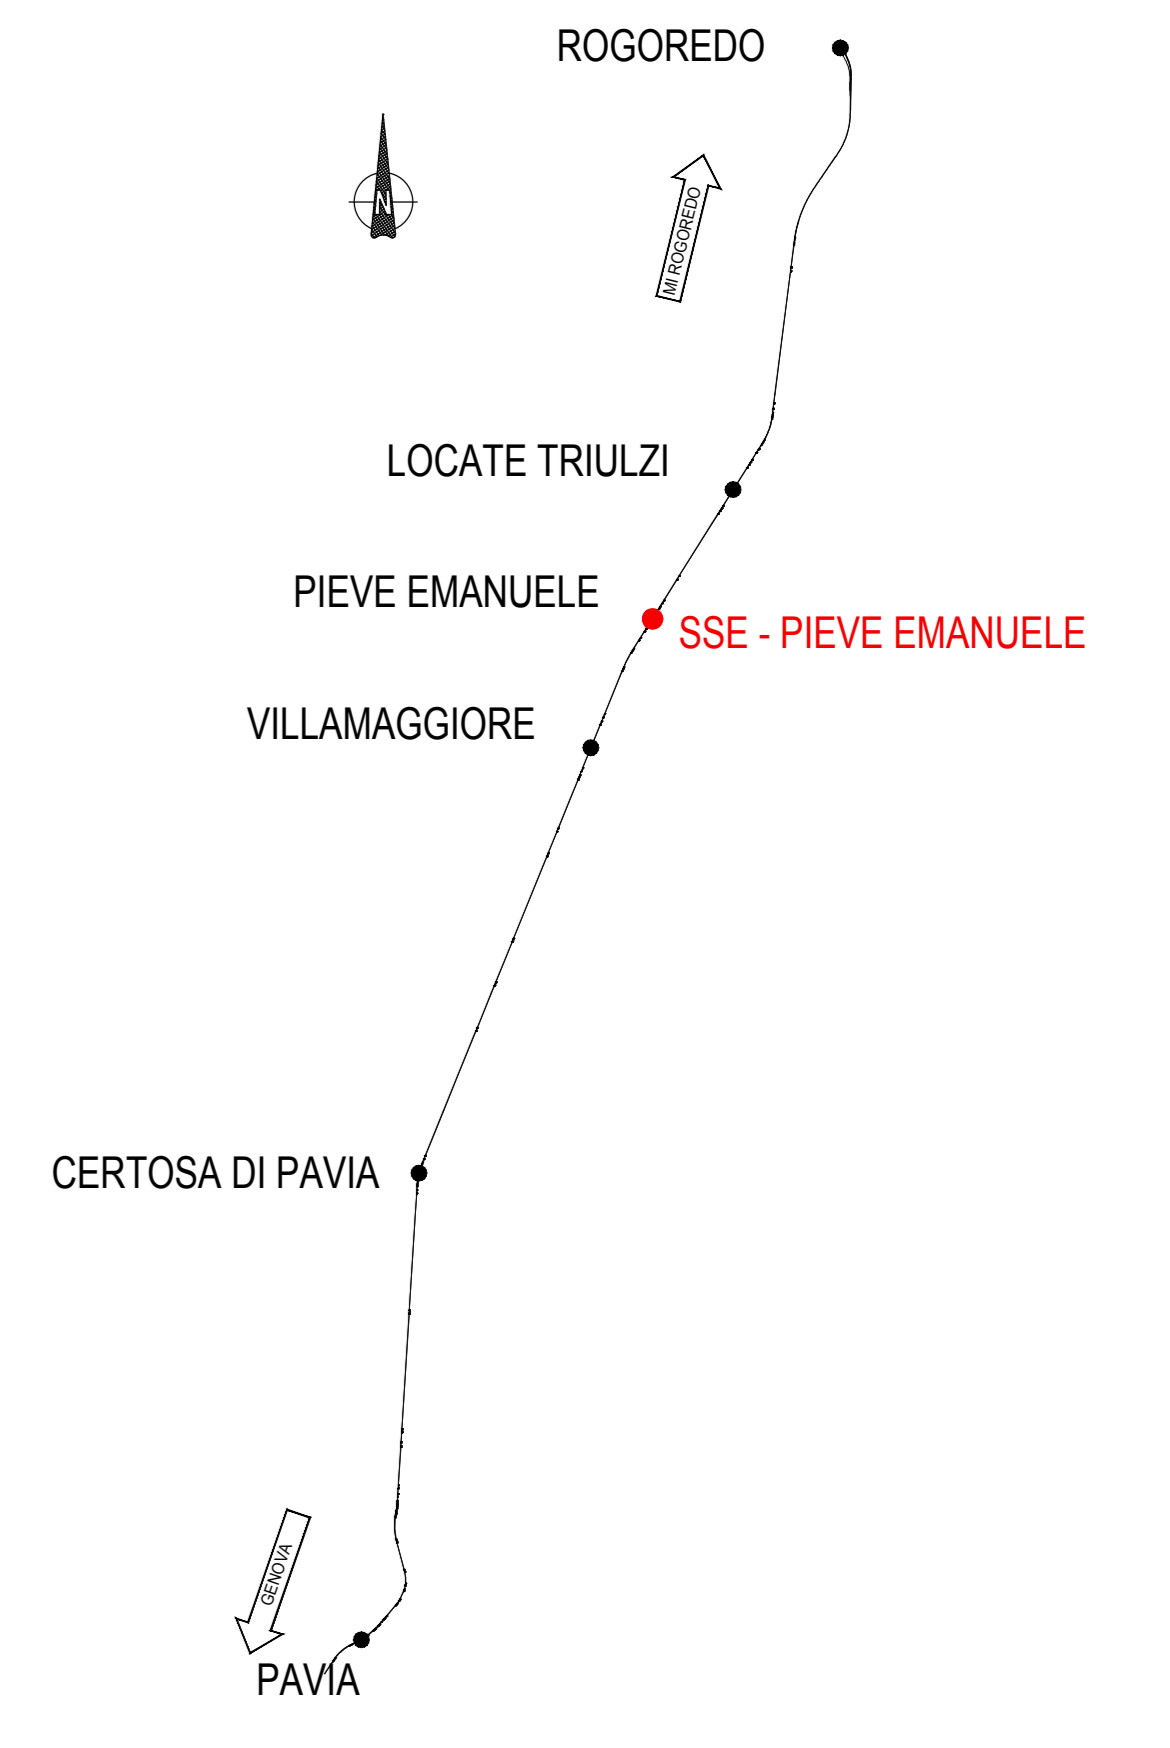 ROGOREDO
N
MI ROGOREDO
LOCATE TRIULZI
PIEVE EMANUELE
SSE - PIEVE EMANUELE
VILLAMAGGIORE
CERTOSA DI PAVIA
GENOVA
PAVIA